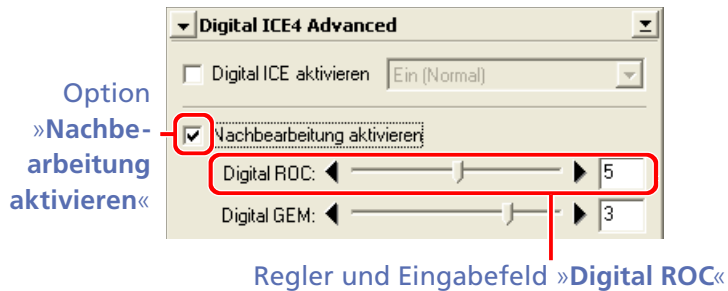 Digital ICE4 Advanced
Digital ICE aktivieren Ein (Normal)
Option
»Nachbe-
arbeitung
aktivieren«
Nachbearbeitung aktivieren
Digital ROC: 5
Digital GEM: 3
Regler und Eingabefeld »Digital ROC«